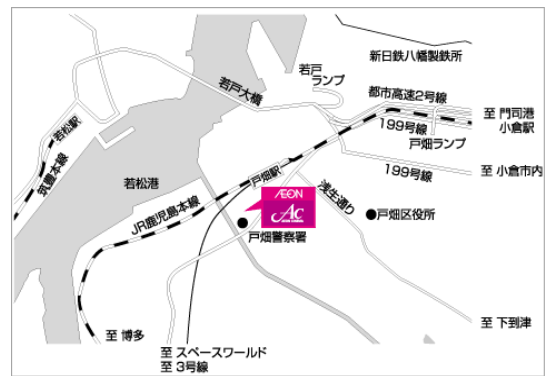 新日鉄八幡製鉄所
若戸
ランプ
若戸大橋
都市高速2号線
至 門司港
小倉駅
199号線
戸畑ランプ
若松駅
筑豊本線
199号線
至 小倉市内
若松港
戸畑駅
浅生通り
ÆON
Ac
戸畑区役所
JR鹿児島本線
戸畑警察署
至 下到津
至 博多
至 スペースワールド
至 3号線